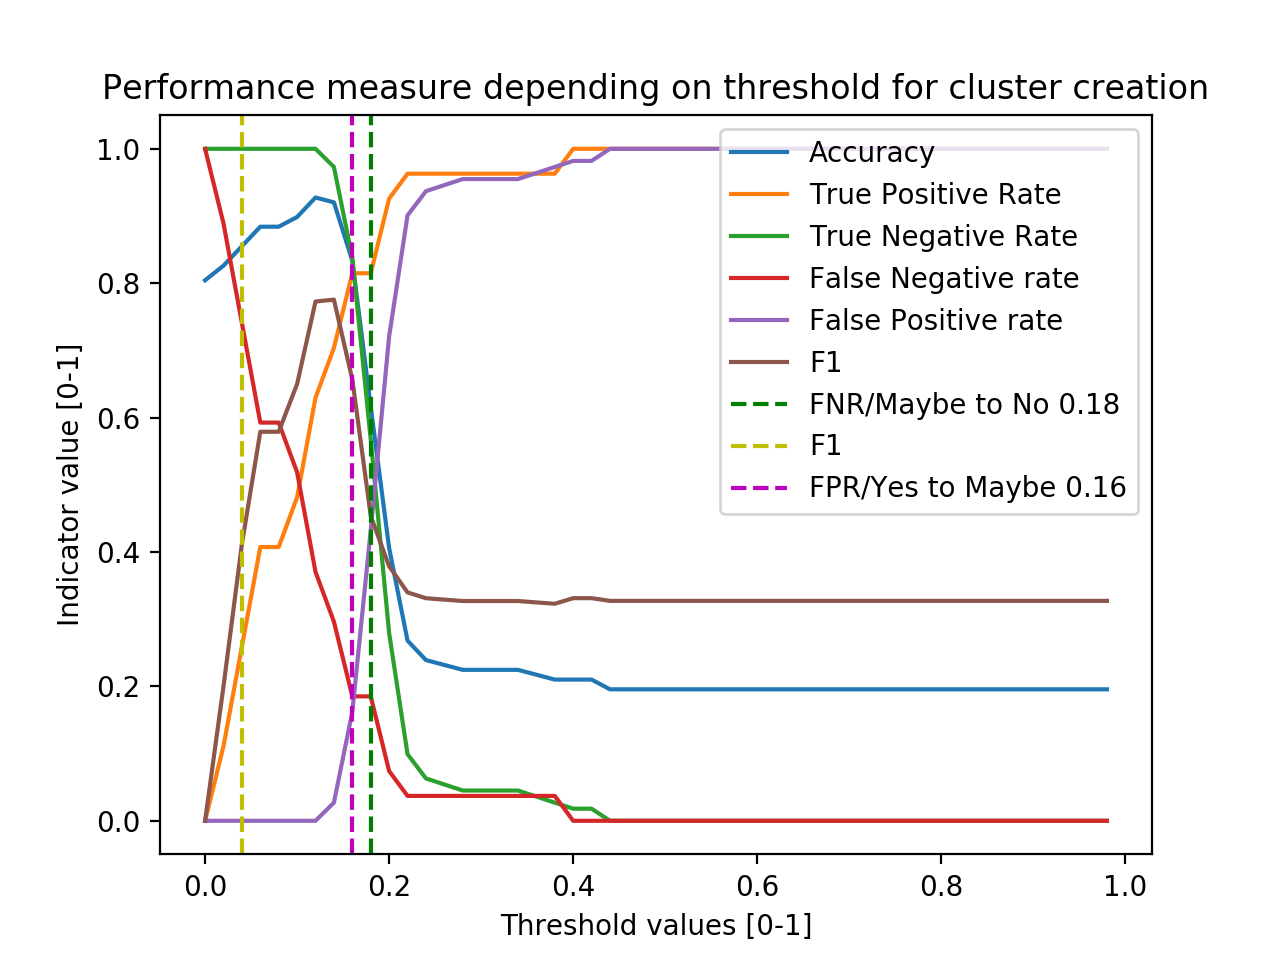 Performance measure depending on threshold for cluster creation
1.0
0.8
0.6
0.4
0.2
0.0
Indicator value [0-1]
Accuracy
True Positive Rate
True Negative Rate
False Negative rate
False Positive rate
F1
FNR/Maybe to No 0.18
F1
FPR/Yes to Maybe 0.16
0.0 0.2 0.4 0.6 0.8 1.0
Threshold values [0-1]